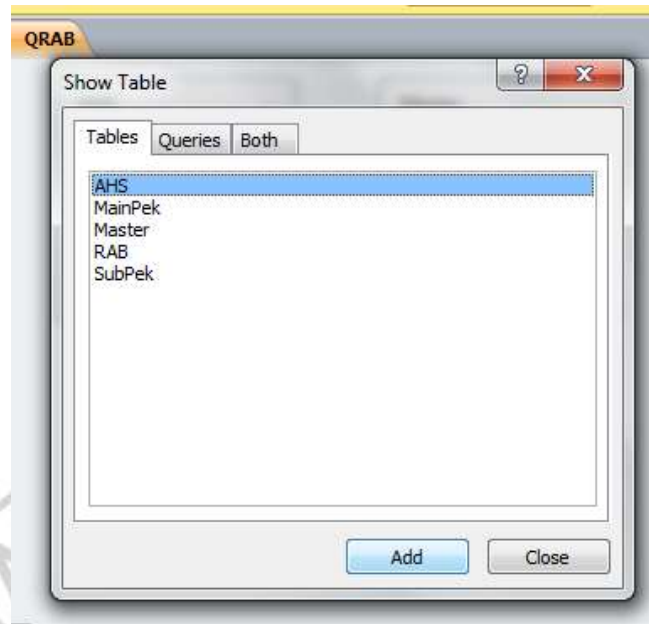 QRAB
Show Table
?
Tables Queries Both
AHS
MainPek
Master
RAB
SubPek
Add Close